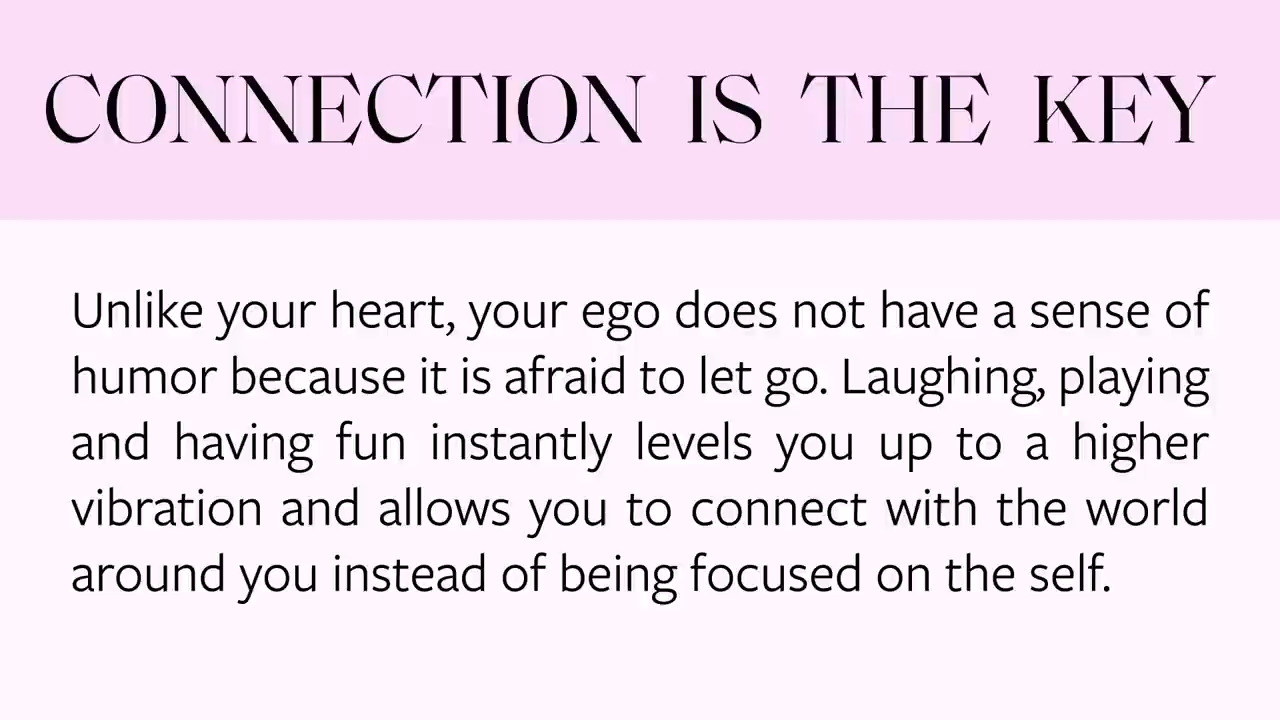 CONNECTION IS THE KEY
Unlike your heart, your ego does not have a sense of
humor because it is afraid to let go. Laughing, playing
and having fun instantly levels you up to a higher
vibration and allows you to connect with the world
around you instead of being focused on the self.